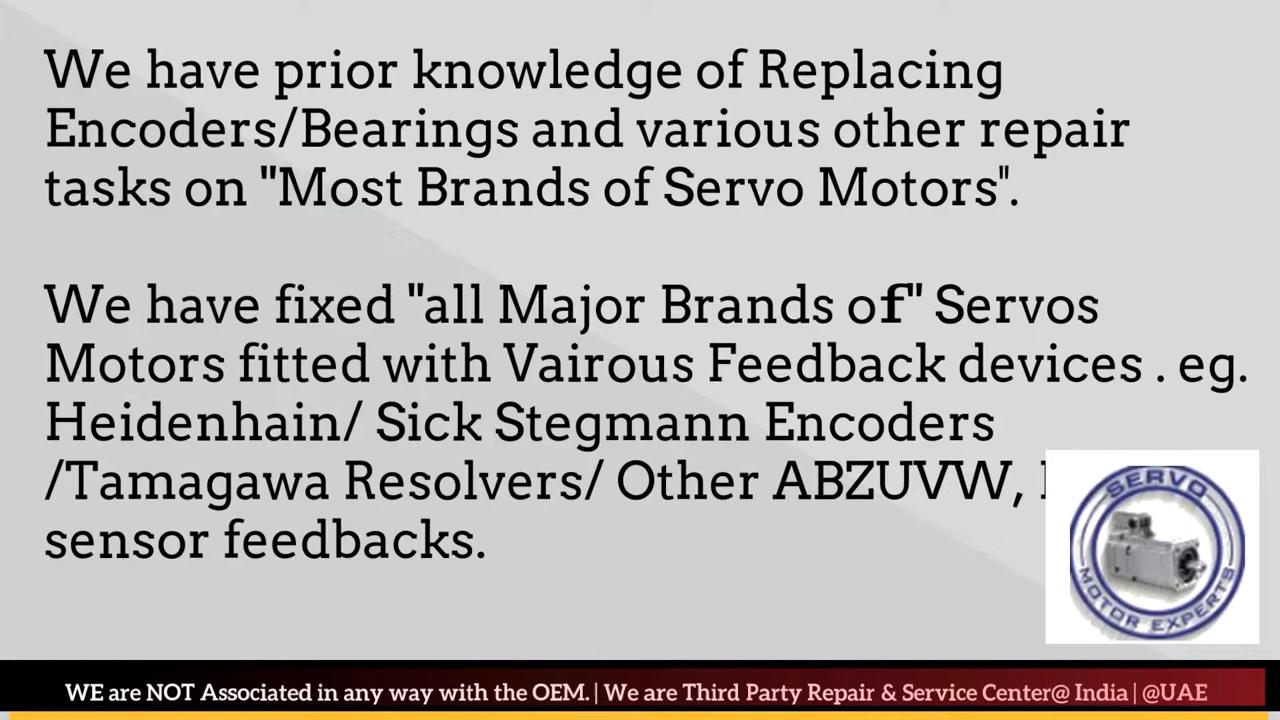 We have prior knowledge of Replacing
Encoders/Bearings and various other repair
tasks on "Most Brands of Servo Motors".
We have fixed "all Major Brands of" Servos
Motors fitted with Vairous Feedback devices . eg.
Heidenhain/ Sick Stegmann Encoders
/Tamagawa Resolvers/ Other ABZUVW,
sensor feedbacks.
SERVO
MOTOR EXPERTS
WE are NOT Associated in any way with the OEM. | We are Third Party Repair & Service Center@ India | @UAE